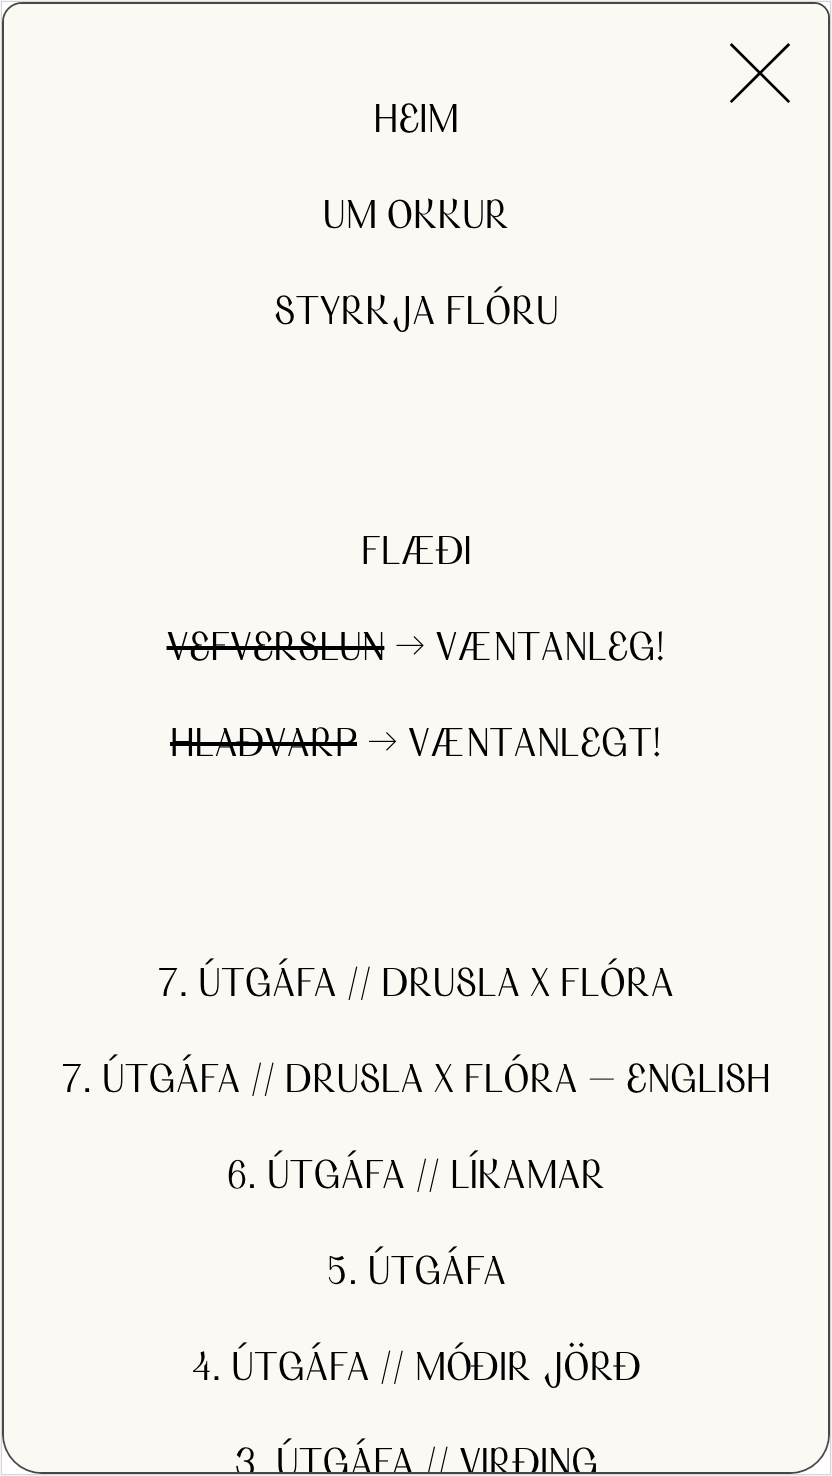 HEIM
UM OKKUR
STYRKJA FLÓRU
FLÆÐI
VEFVERSLUN → VÆNTANLEG!
HLAÐVARP → VÆNTANLEGT!
7. ÚTGÁFA // DRUSLA X FLÓRA
7. ÚTGÁFA // DRUSLA X FLÓRA – ENGLISH
6. ÚTGÁFA // LÍKAMAR
5. ÚTGÁFA
4. ÚTGÁFA // MÓÐIR JÖRÐ
3. ÚTGÁFA // VIRÐING